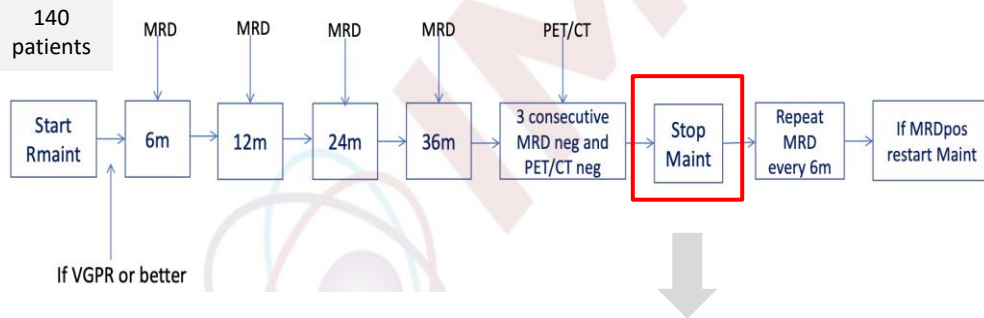 140
patients
MRD
MRD
MRD
MRD
PET/CT
Start
Rmaint
6m
12m
24m
36m
3 consecutive
MRD neg and
PET/CT neg
Stop
Maint
Repeat
MRD
every 6m
If MRDpos
restart Maint
If VGPR or better